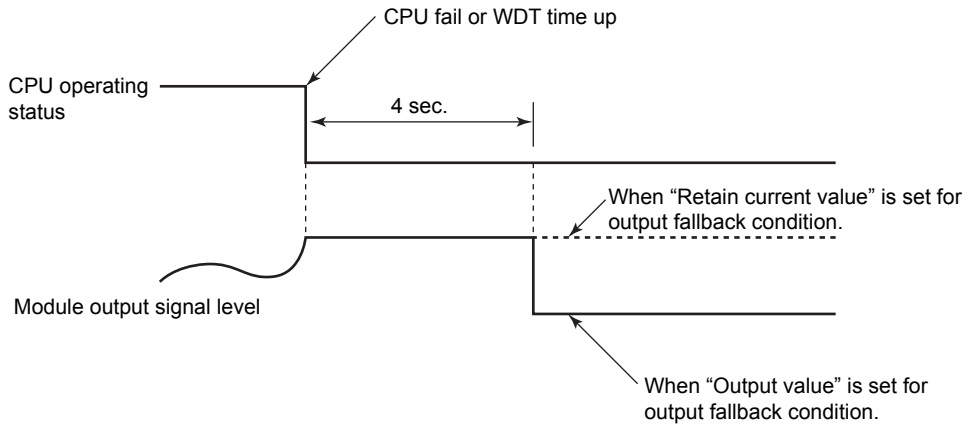 CPU fail or WDT time up
CPU operating
status
4 sec.
When “Retain current value” is set for
output fallback condition.
Module output signal level
When “Output value” is set for
output fallback condition.